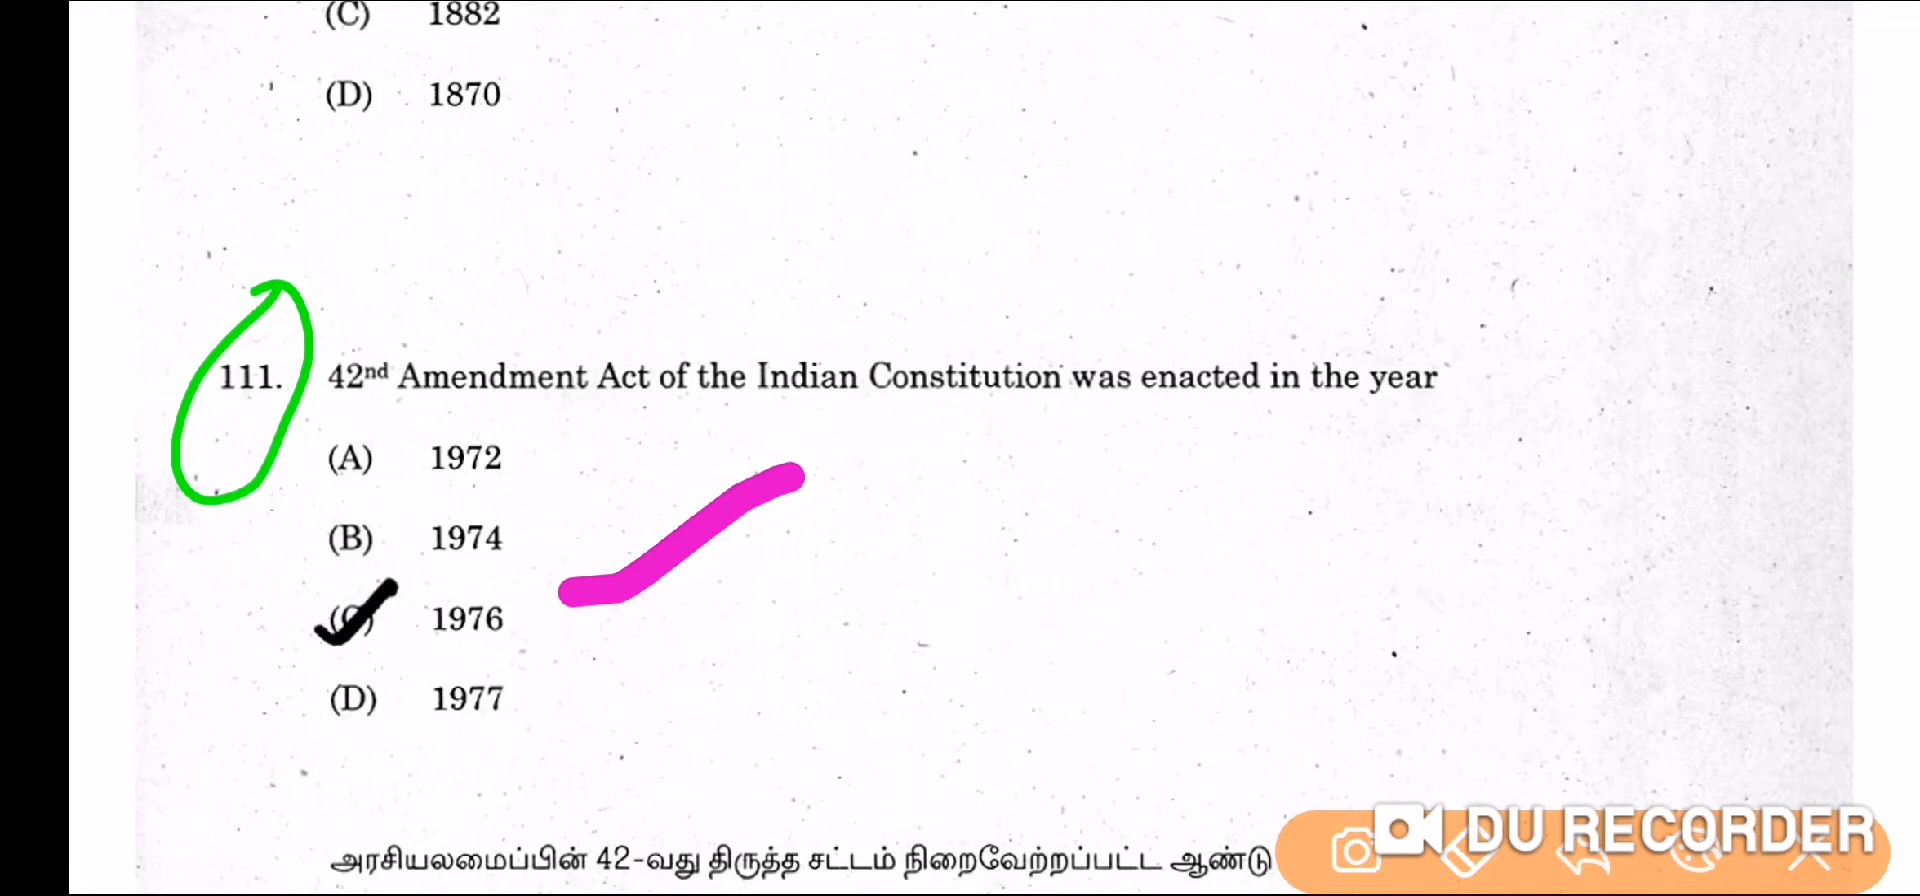 (C) 1882
(D) 1870
111. 42nd Amendment Act of the Indian Constitution was enacted in the year
(A) 1972
(B) 1974
(C) 1976
(D) 1977
அரசியலமைப்பின் 42-வது திருத்த சட்டம் நிறைவேற்றப்பட்ட ஆண்டு
DU RECORDER